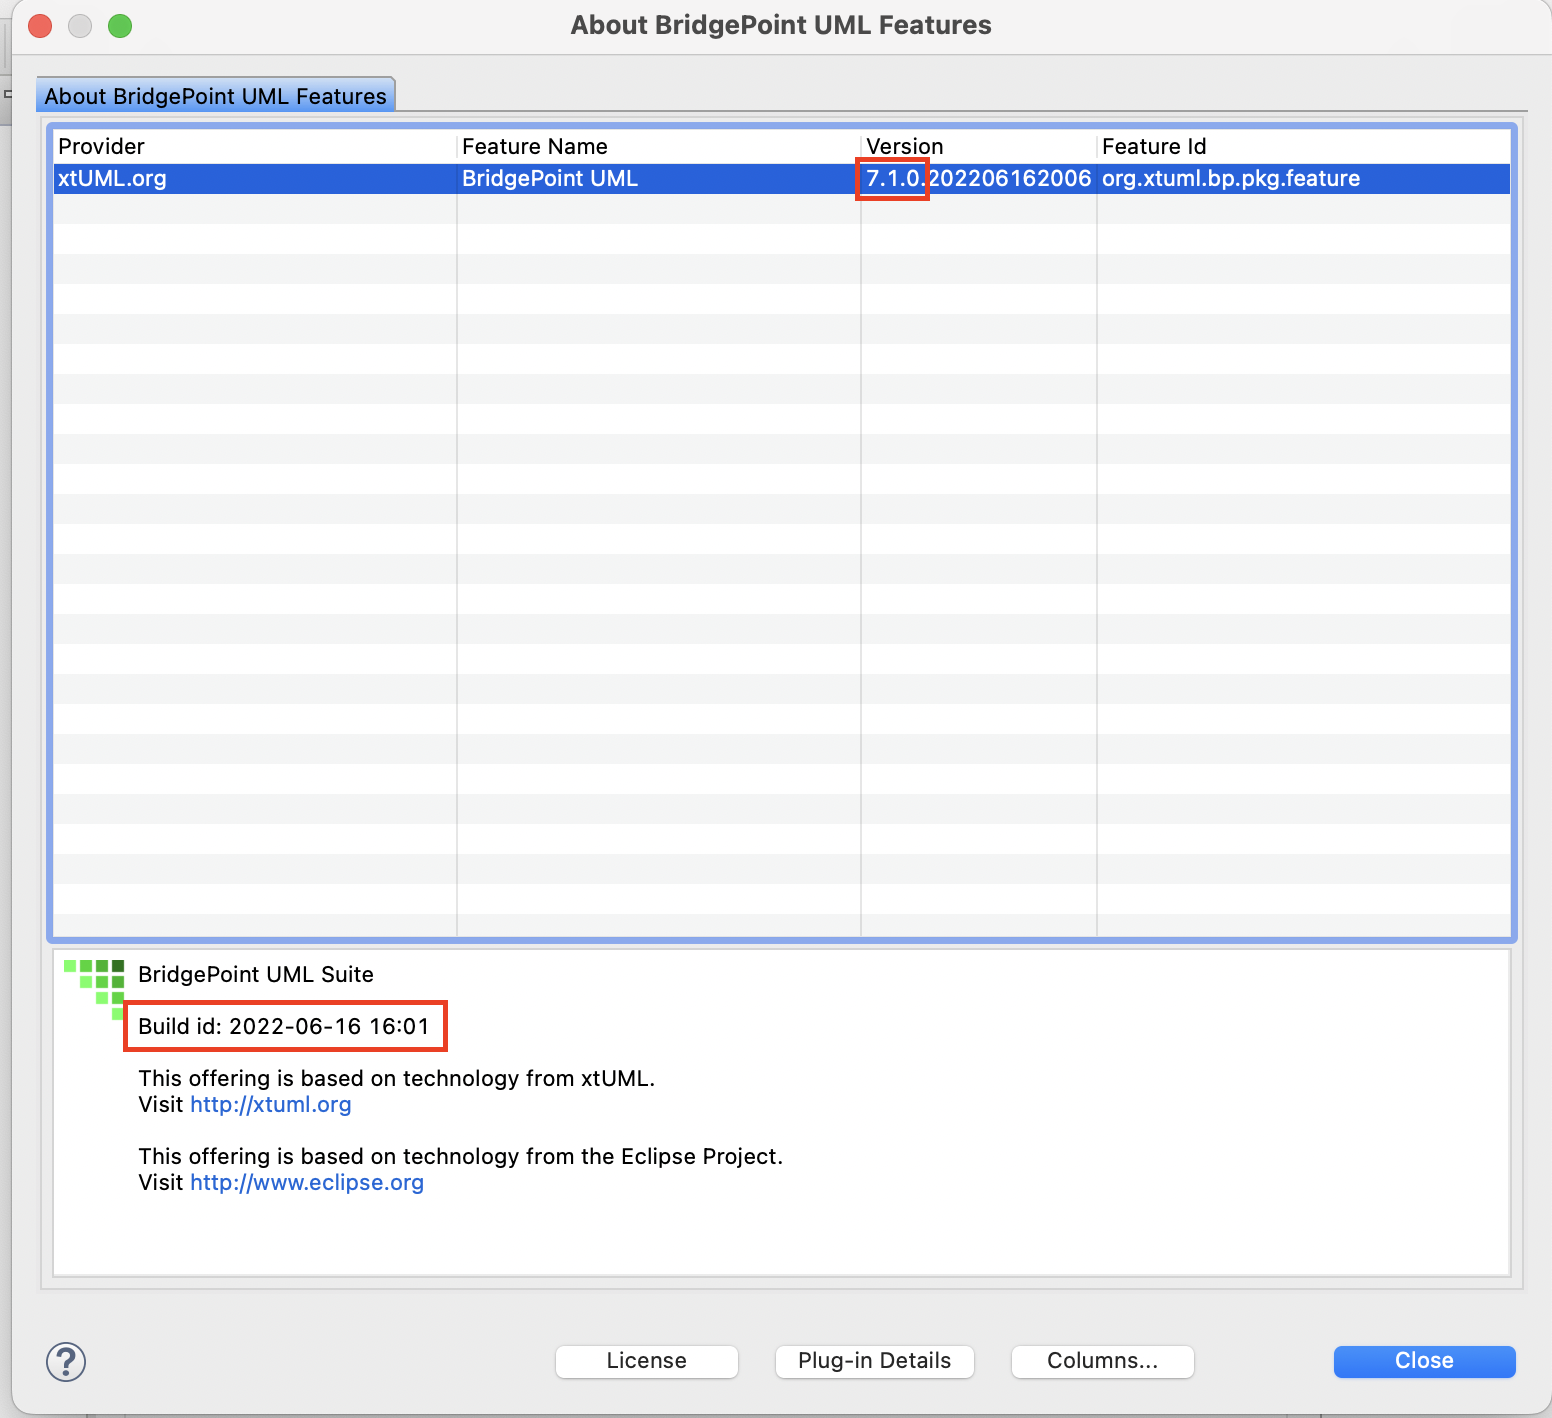 About BridgePoint UML Features
About BridgePoint UML Features
Provider Feature Name Version Feature Id
xtUML.org BridgePoint UML 7.1.0.202206162006 org.xtuml.bp.pkg.feature
BridgePoint UML Suite
Build id: 2022-06-16 16:01
This offering is based on technology from xtUML.
Visit http://xtuml.org
This offering is based on technology from the Eclipse Project.
Visit http://www.eclipse.org
? License Plug-in Details Columns... Close